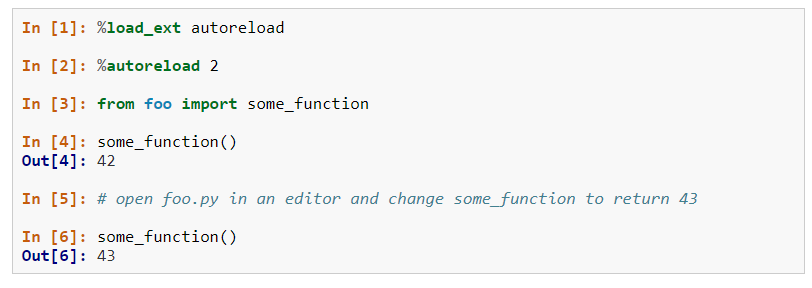 In [1]: %load_ext autoreload
In [2]: %autoreload 2
In [3]: from foo import some_function
In [4]: some_function()
Out[4]: 42
In [5]: # open foo.py in an editor and change some_function to return 43
In [6]: some_function()
Out[6]: 43